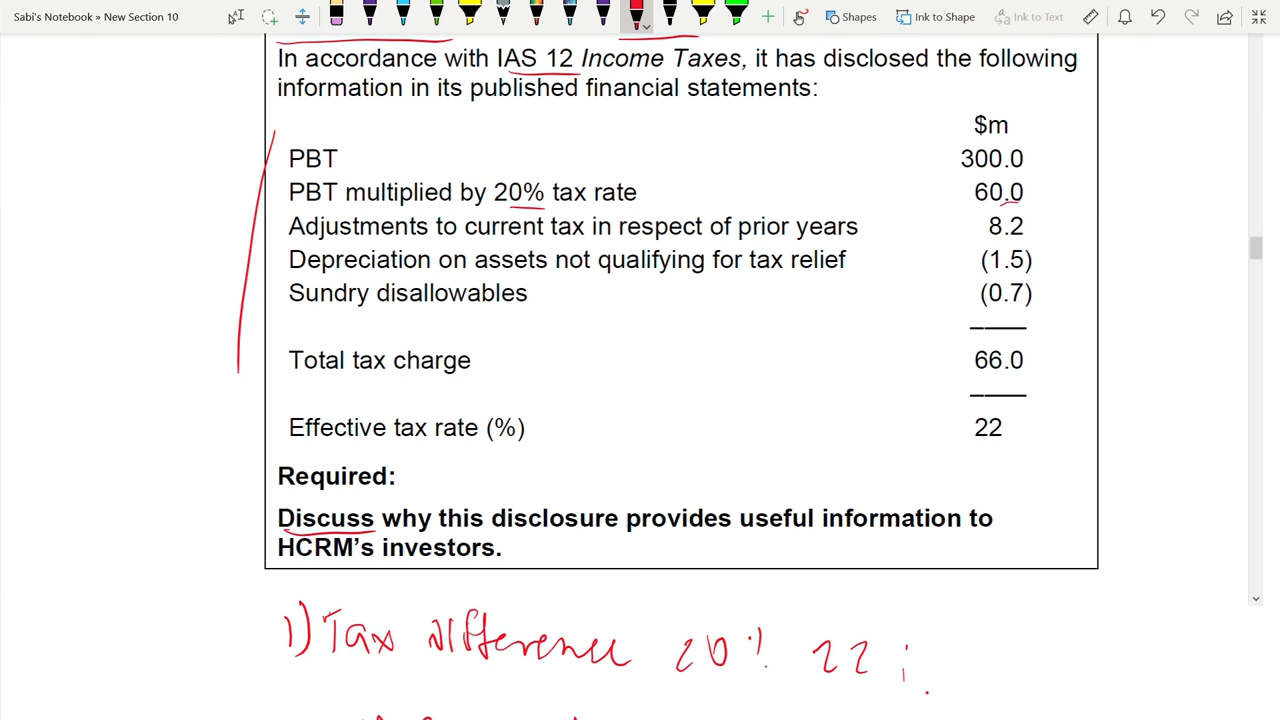 Sabi's Notebook » New Section 10
Shapes Ink to Shape Ink to Text
In accordance with IAS 12 Income Taxes, it has disclosed the following
information in its published financial statements:
$m
PBT 300.0
PBT multiplied by 20% tax rate 60.0
Adjustments to current tax in respect of prior years 8.2
Depreciation on assets not qualifying for tax relief (1.5)
Sundry disallowables (0.7)
Total tax charge 66.0
Effective tax rate (%) 22
Required:
Discuss why this disclosure provides useful information to
HCRM’s investors.
1) Tax difference 20% 22